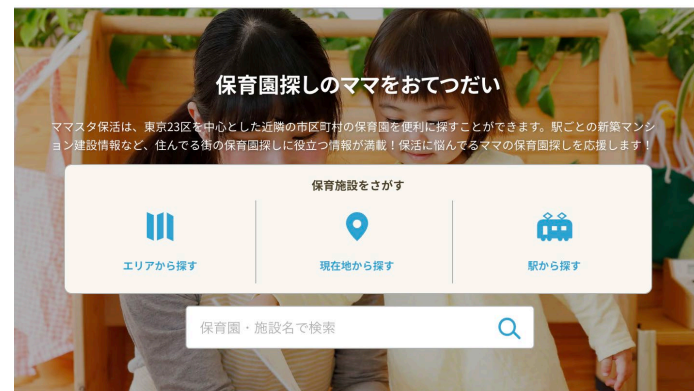 保育園探しのママをおてつだい
ママスタ保活は、東京23区を中心とした近隣の市区町村の保育園を便利に探すことができます。駅ごとの新築マンシ
ョン建設情報など、住んでる街の保育園探しに役立つ情報が満載！保活に悩んでるママの保育園探しを応援します！
保育施設をさがす
エリアから探す
現在地から探す
駅から探す
保育園・施設名で検索